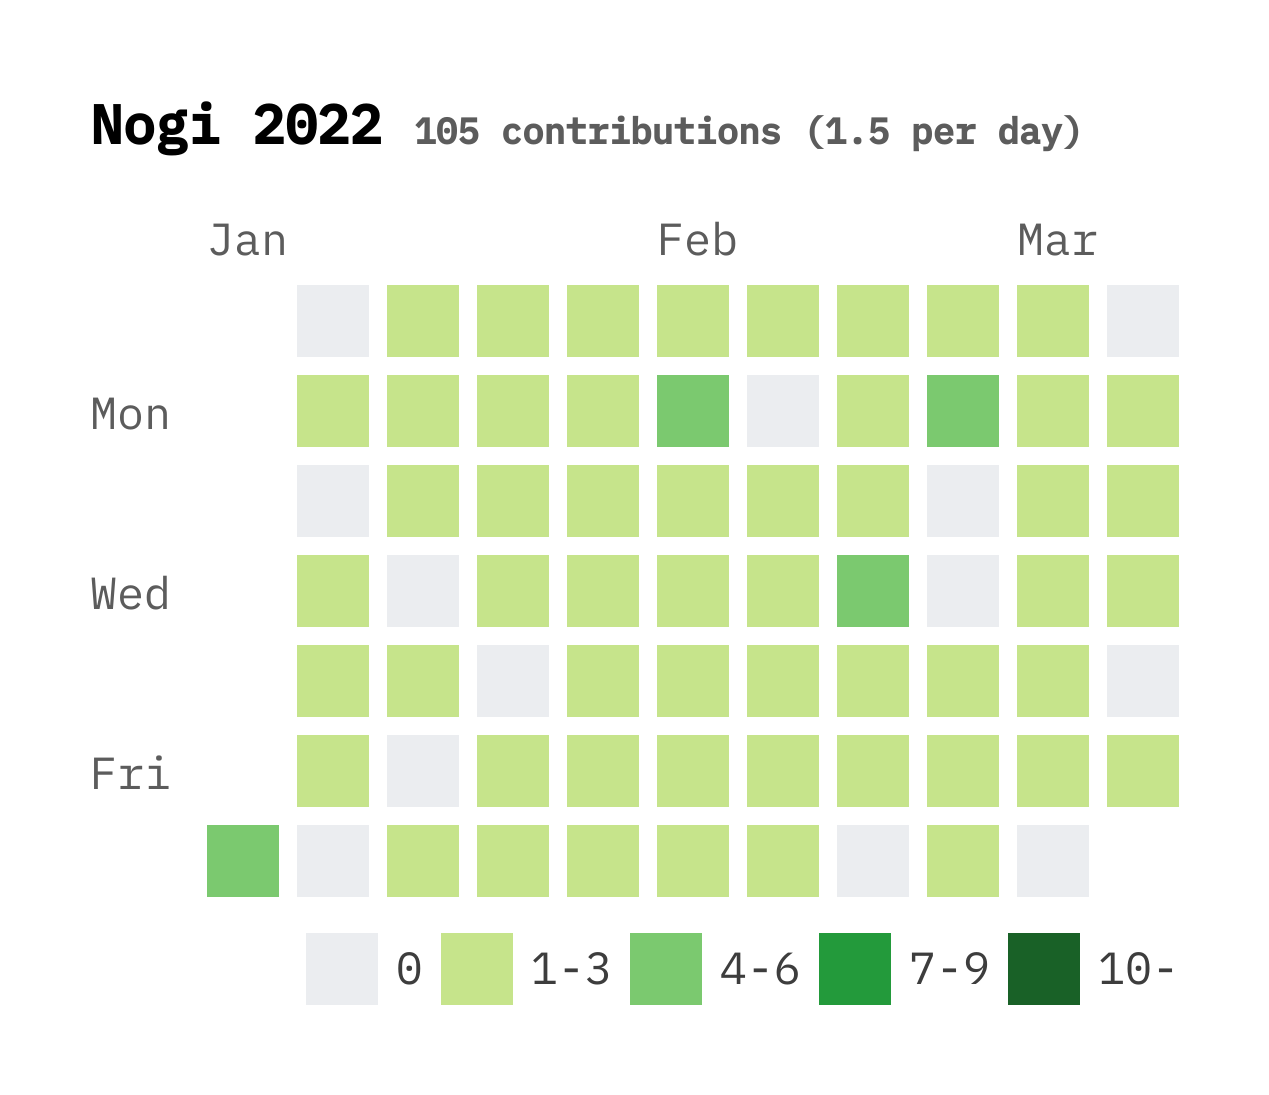 Nogi 2022 105 contributions (1.5 per day)
Jan Feb Mar
Mon
Wed
Fri
0 1-3 4-6 7-9 10-